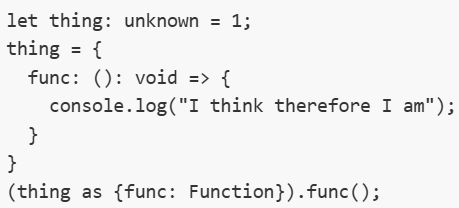 let thing: unknown = 1;
thing = {
  func: (): void => {
    console.log("I think therefore I am");
  }
}
(thing as {func: Function}).func();